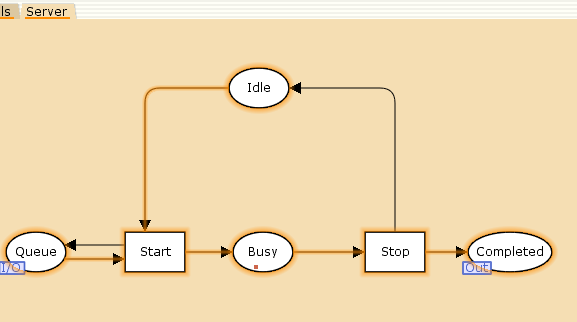 ls Server
Idle
Queue Start Busy Stop Completed
I/O Out